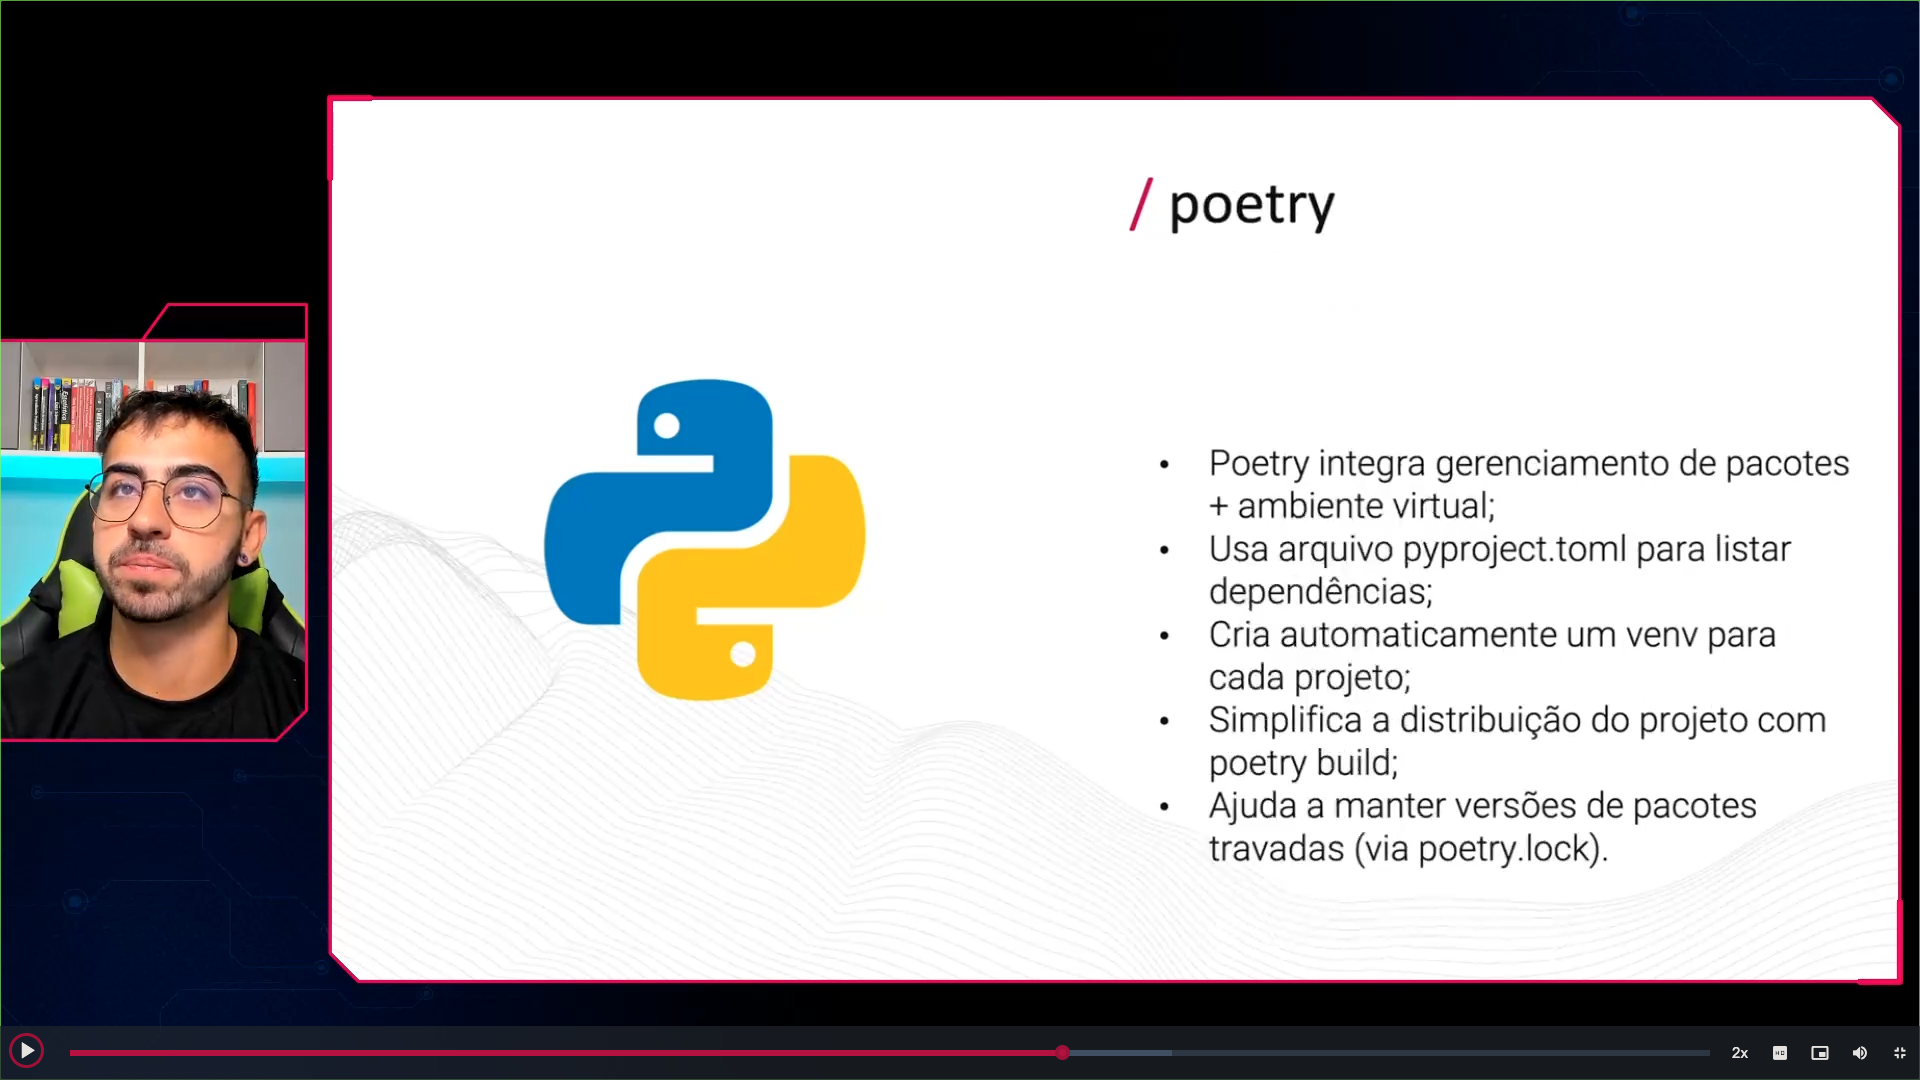 / poetry
• Poetry integra gerenciamento de pacotes
+ ambiente virtual;
• Usa arquivo pyproject.toml para listar
dependências;
• Cria automaticamente um venv para
cada projeto;
• Simplifica a distribuição do projeto com
poetry build;
• Ajuda a manter versões de pacotes
travadas (via poetry.lock).
2x